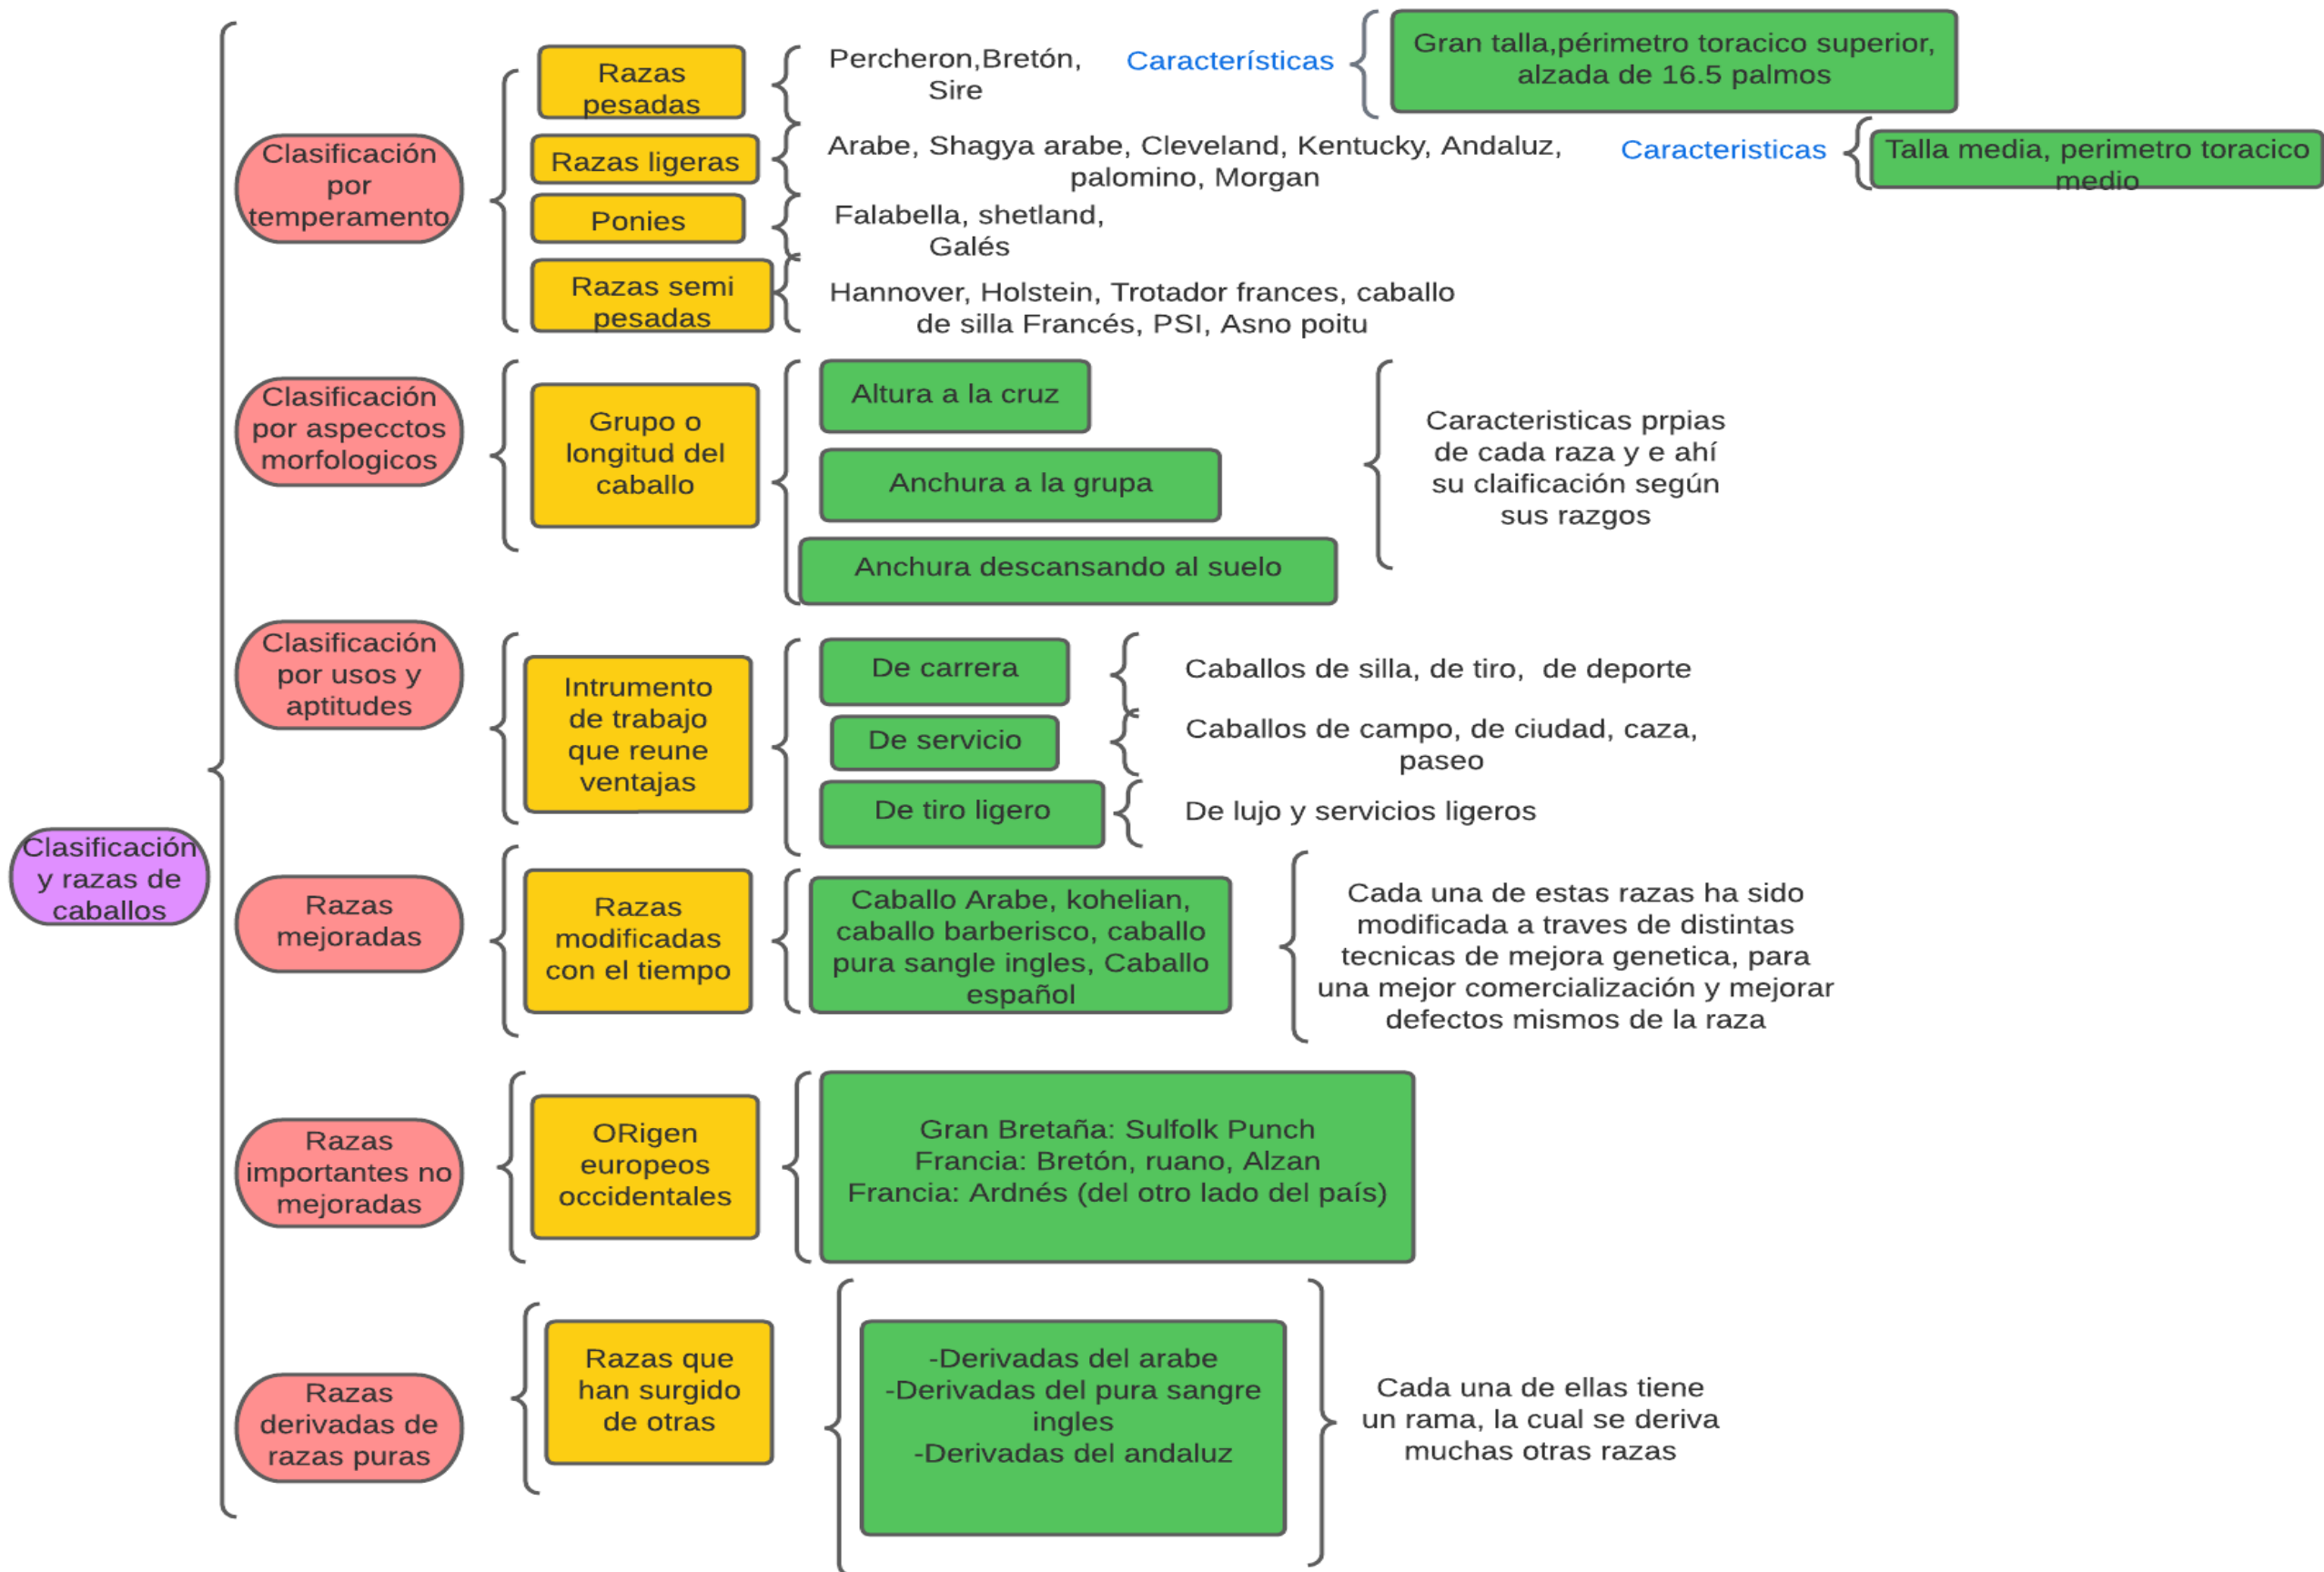 Clasificación
y razas de
caballos
Clasificación
por
temperamento
Razas
pesadas
Percheron,Bretón,
Sire
Características
Gran talla,périmetro toracico superior,
alzada de 16.5 palmos
Razas ligeras
Arabe, Shagya arabe, Cleveland, Kentucky, Andaluz,
palomino, Morgan
Caracteristicas
Talla media, perimetro toracico
medio
Ponies
Falabella, shetland,
Galés
Razas semi
pesadas
Hannover, Holstein, Trotador frances, caballo
de silla Francés, PSI, Asno poitu
Clasificación
por aspecctos
morfologicos
Grupo o
longitud del
caballo
Altura a la cruz
Anchura a la grupa
Anchura descansando al suelo
Caracteristicas prpias
de cada raza y e ahí
su claificación según
sus razgos
Clasificación
por usos y
aptitudes
Intrumento
de trabajo
que reune
ventajas
De carrera
Caballos de silla, de tiro, de deporte
De servicio
Caballos de campo, de ciudad, caza,
paseo
De tiro ligero
De lujo y servicios ligeros
Razas
mejoradas
Razas
modificadas
con el tiempo
Caballo Arabe, kohelian,
caballo barberisco, caballo
pura sangle ingles, Caballo
español
Cada una de estas razas ha sido
modificada a traves de distintas
tecnicas de mejora genetica, para
una mejor comercialización y mejorar
defectos mismos de la raza
Razas
importantes no
mejoradas
ORigen
europeos
occidentales
Gran Bretaña: Sulfolk Punch
Francia: Bretón, ruano, Alzan
Francia: Ardnés (del otro lado del país)
Razas
derivadas de
razas puras
Razas que
han surgido
de otras
-Derivadas del arabe
-Derivadas del pura sangre
ingles
-Derivadas del andaluz
Cada una de ellas tiene
un rama, la cual se deriva
muchas otras razas